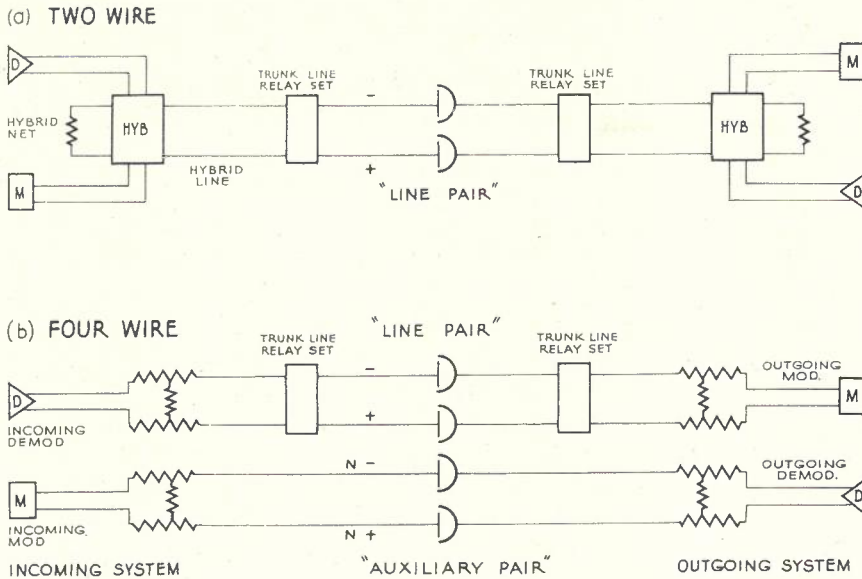 (a) TWO WIRE
D
TRUNK LINE
RELAY SET
-
TRUNK LINE
RELAY SET
M
HYBRID
NET
HYB
HYB
M
HYBRID
LINE
+
"LINE PAIR"
D
(b) FOUR WIRE
TRUNK LINE
RELAY SET
"LINE PAIR"
TRUNK LINE
RELAY SET
-
OUTGOING
MOD.
D
M
+
INCOMING
DEMOD
N -
OUTGOING
DEMOD.
M
D
INCOMING
MOD
N +
INCOMING SYSTEM
"AUXILIARY PAIR"
OUTGOING SYSTEM